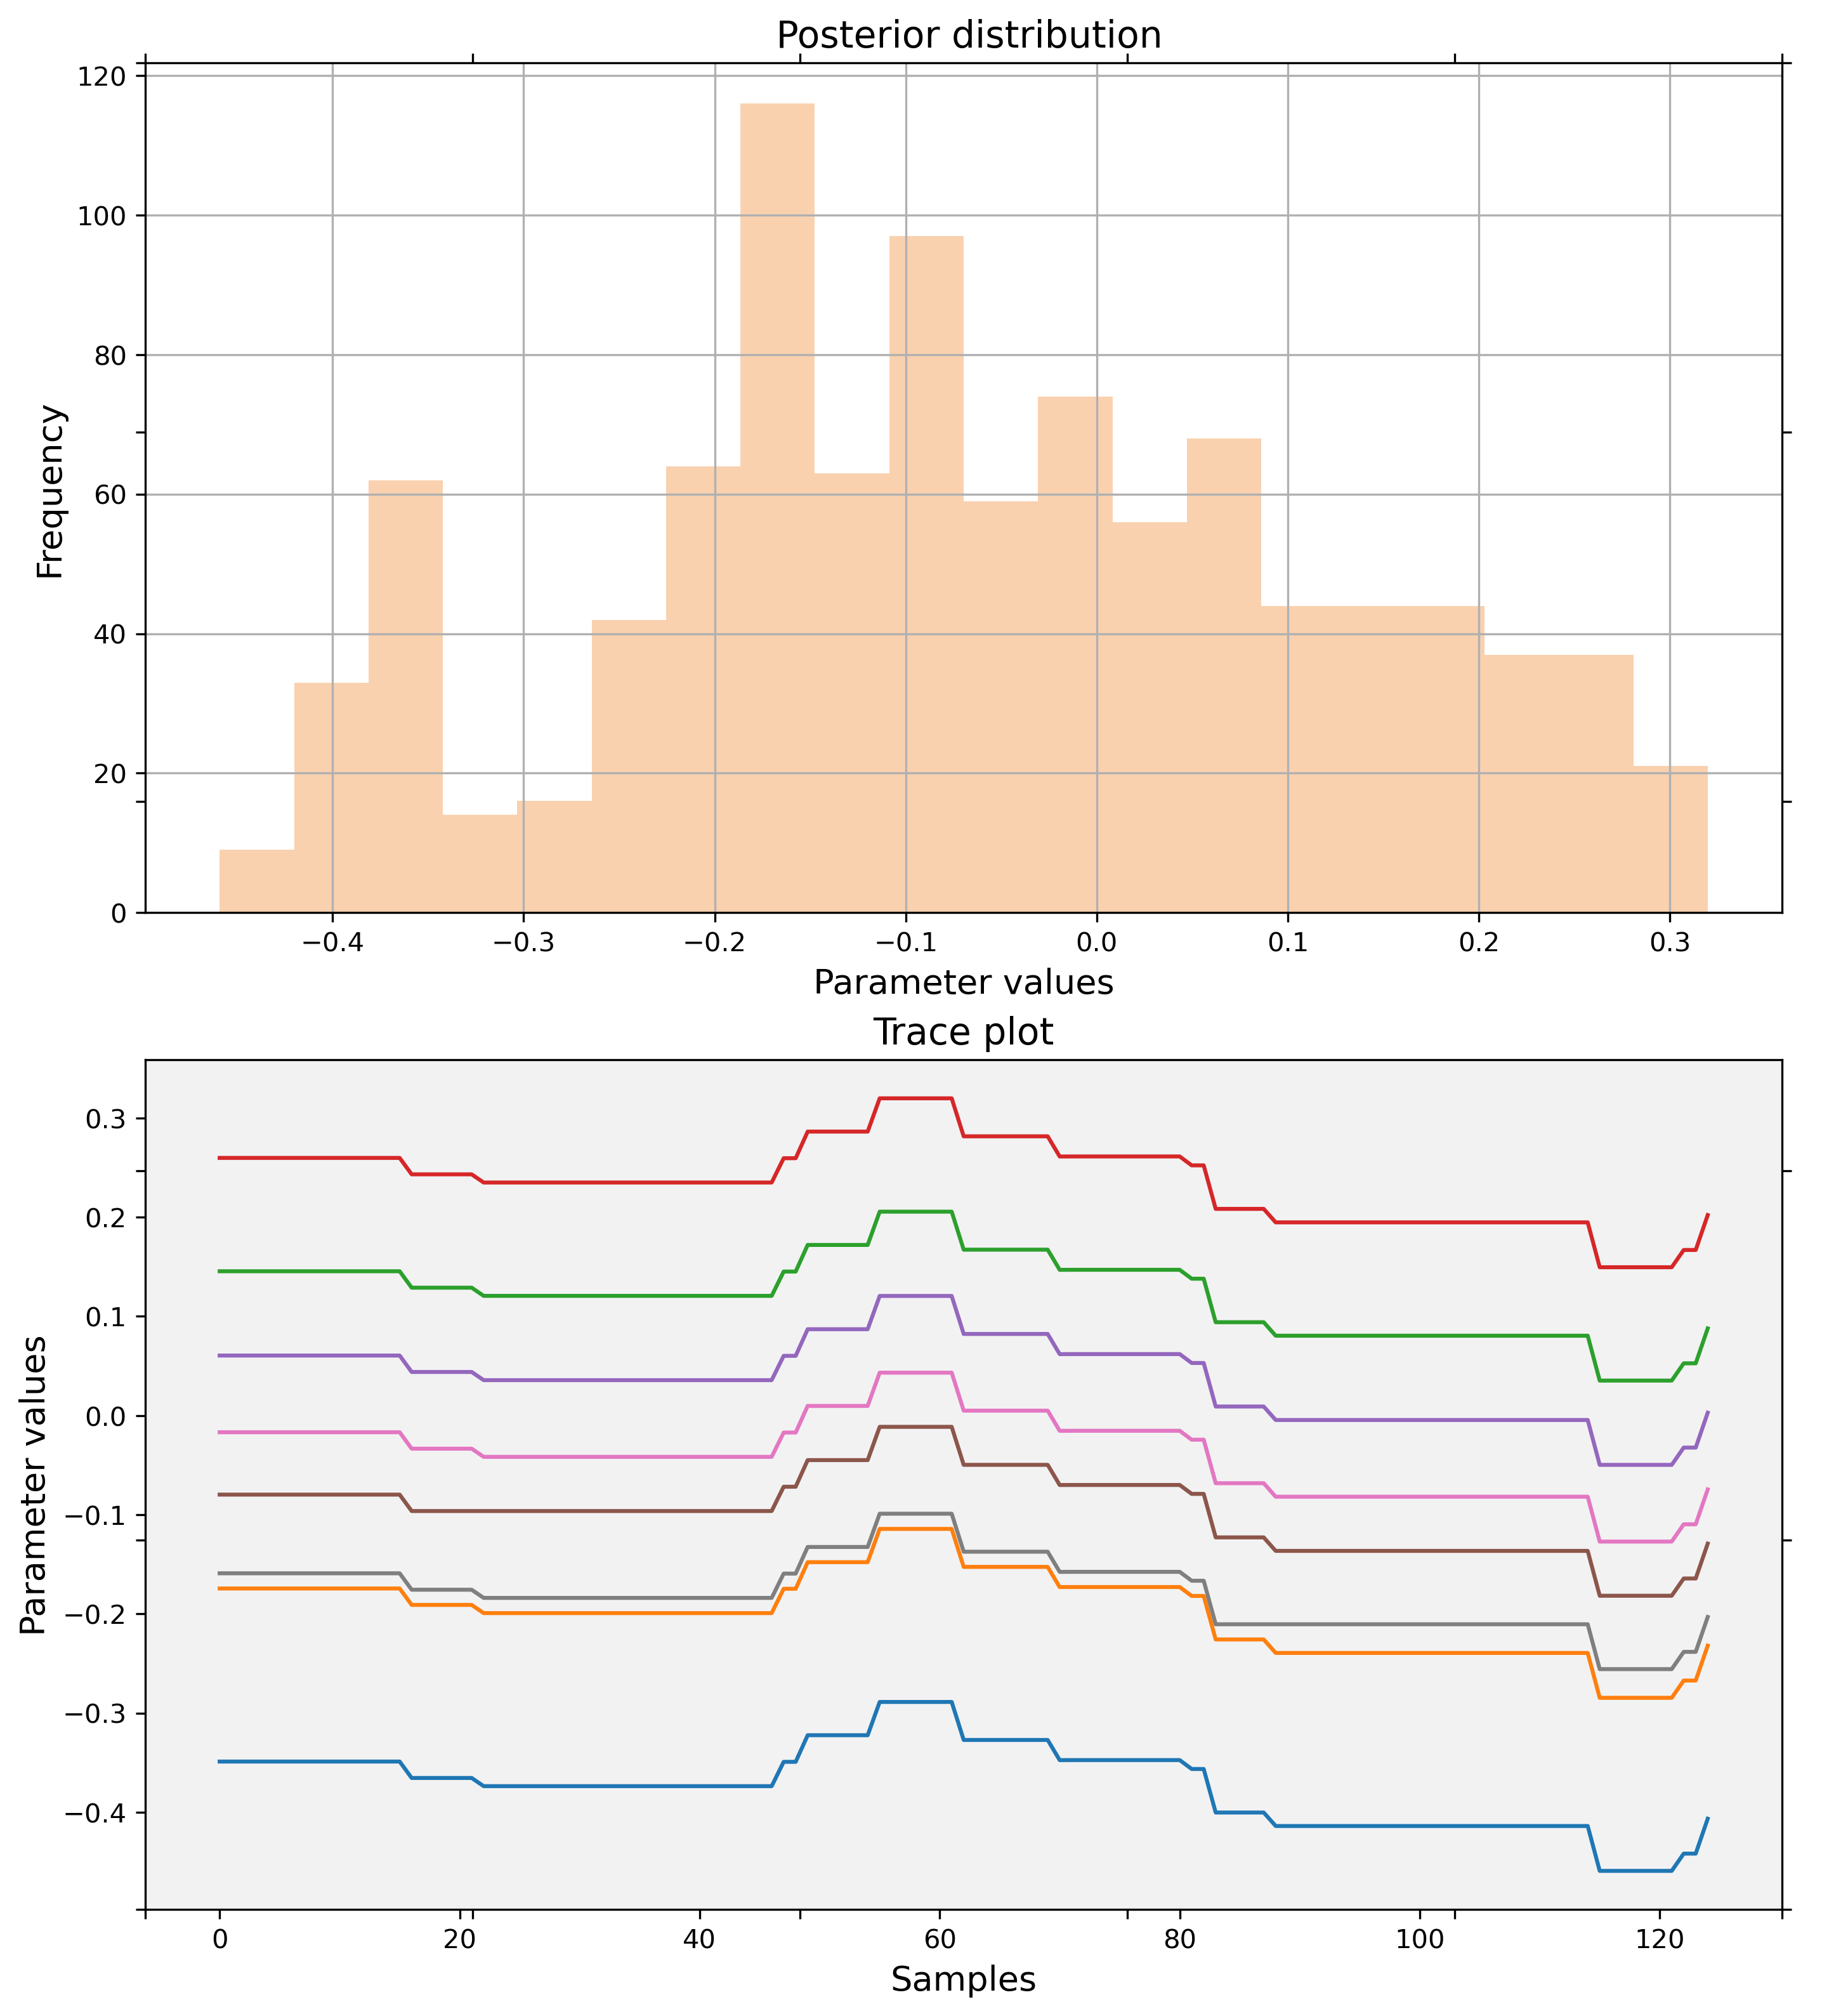 Posterior distribution
120
100
80
60
40
20
0
Frequency
−0.4 −0.3 −0.2 −0.1 0.0 0.1 0.2 0.3
Parameter values
Trace plot
0.3
0.2
0.1
0.0
−0.1
−0.2
−0.3
−0.4
Parameter values
0 20 40 60 80 100 120
Samples